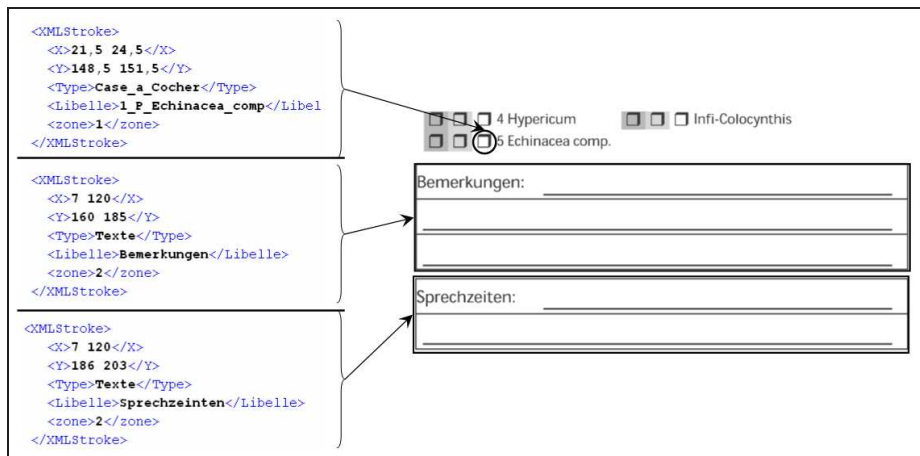 <XMLStroke>
<X>21,5 24,5</X>
<Y>148,5 151,5</Y>
<Type>Case_a_Cocher</Type>
<Libelle>1_P_Echinacea_comp</Libel
<zone>1</zone>
</XMLStroke>
<XMLStroke>
<X>7 120</X>
<Y>160 185</Y>
<Type>Texte</Type>
<Libelle>Bemerkungen</Libelle>
<zone>2</zone>
</XMLStroke>
<XMLStroke>
<X>7 120</X>
<Y>186 203</Y>
<Type>Texte</Type>
<Libelle>Sprechzeinten</Libelle>
<zone>2</zone>
</XMLStroke>
4 Hypericum Infi-Colocynthis
5 Echinacea comp.
Bemerkungen:
Sprechzeiten: